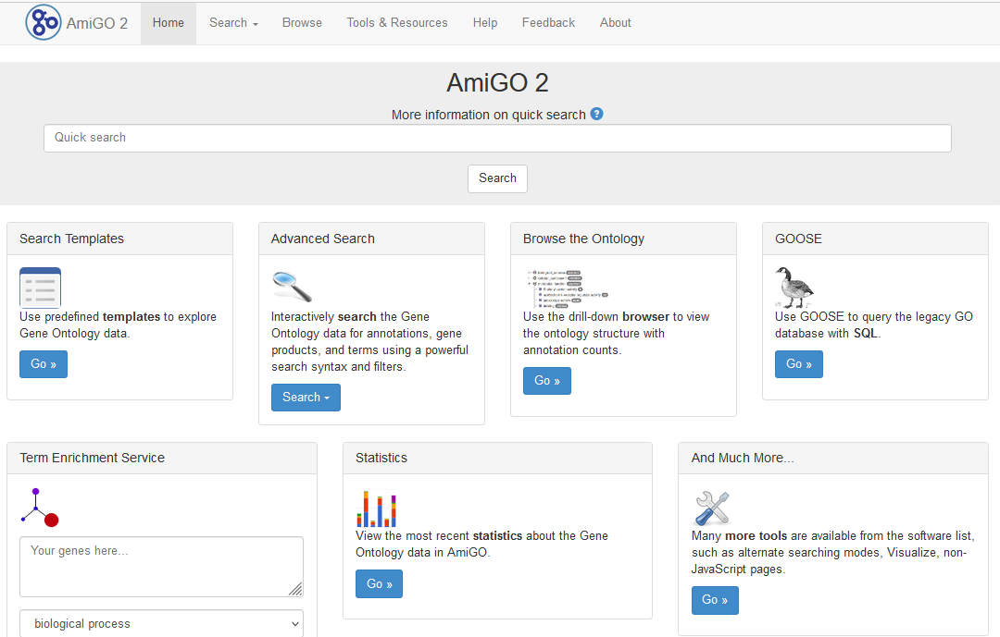 AmiGO 2
Home
Search
Browse
Tools & Resources
Help
Feedback
About
AmiGO 2
More information on quick search ?
Quick search
Search
Search Templates
Use predefined templates to explore
Gene Ontology data.
Go »
Advanced Search
Interactively search the Gene
Ontology data for annotations, gene
products, and terms using a powerful
search syntax and filters.
Search
Browse the Ontology
Use the drill-down browser to view
the ontology structure with
annotation counts.
Go »
GOOSE
Use GOOSE to query the legacy GO
database with SQL.
Go »
Term Enrichment Service
Your genes here...
biological process
Statistics
View the most recent statistics about the Gene
Ontology data in AmiGO.
Go »
And Much More...
Many more tools are available from the software list,
such as alternate searching modes, Visualize, non-
JavaScript pages.
Go »